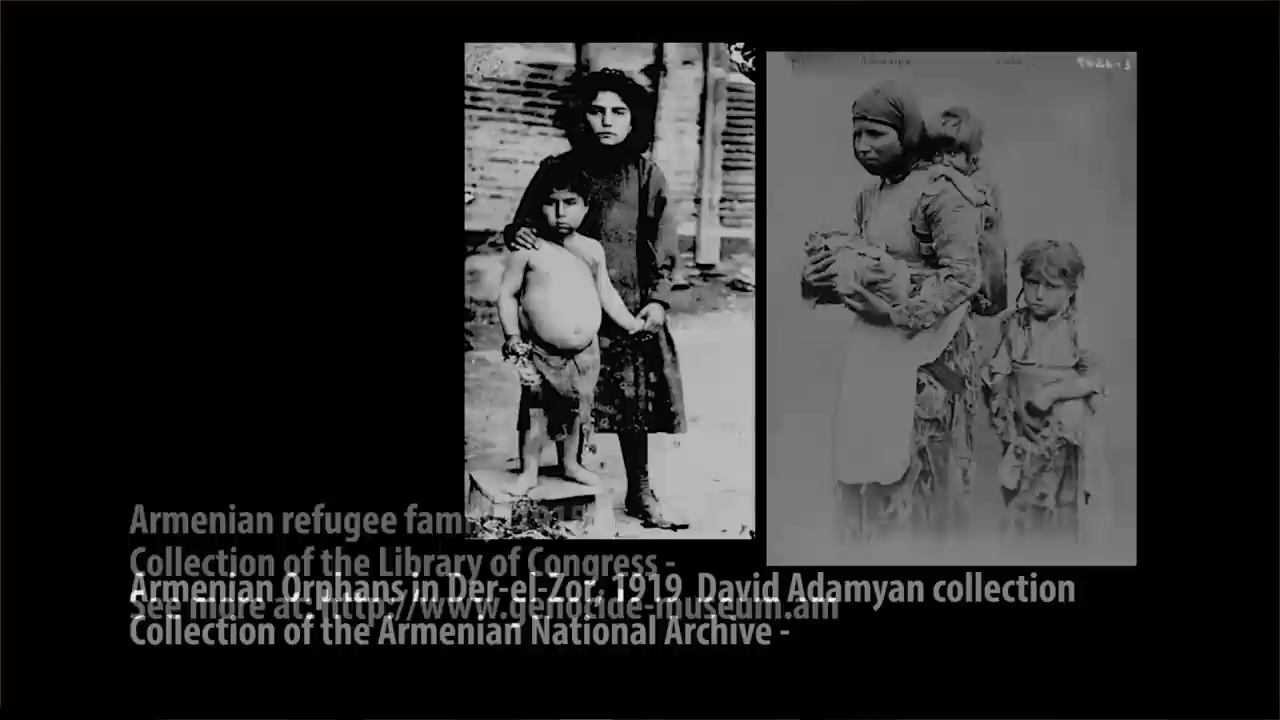 Armenian refugee fam
Collection of the Library of Congress -
Armenian Orphans in Der-el-Zor, 1919, David Adamyan collection
See more at: http://www.genocide-museum.am
Collection of the Armenian National Archive -